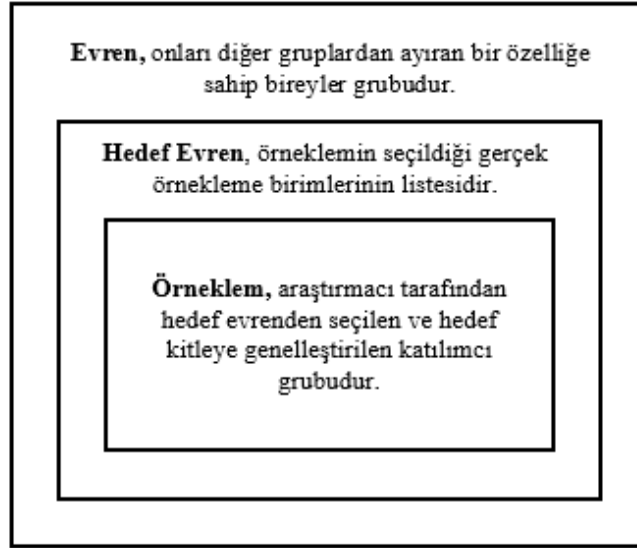 Evren, onları diğer gruplardan ayıran bir özelliğe
sahip bireyler grubudur.
Hedef Evren, örneklemin seçildiği gerçek
örnekleme birimlerinin listesidir.
Örneklem, araştırmacı tarafından
hedef evrenden seçilen ve hedef
kitleye genelleştirilen katılımcı
grubudur.